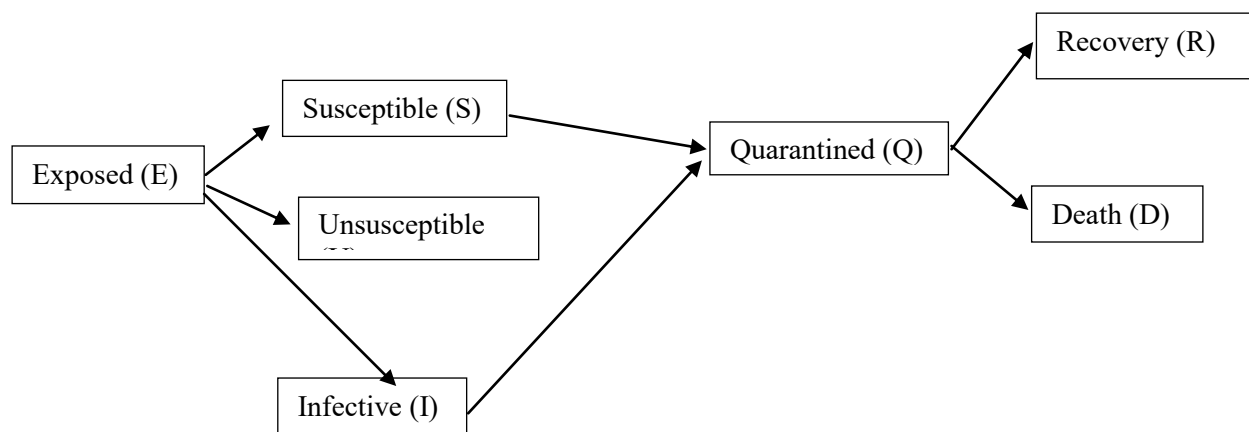 Recovery (R)
Susceptible (S)
Quarantined (Q)
Exposed (E)
Unsusceptible
Death (D)
Infective (I)